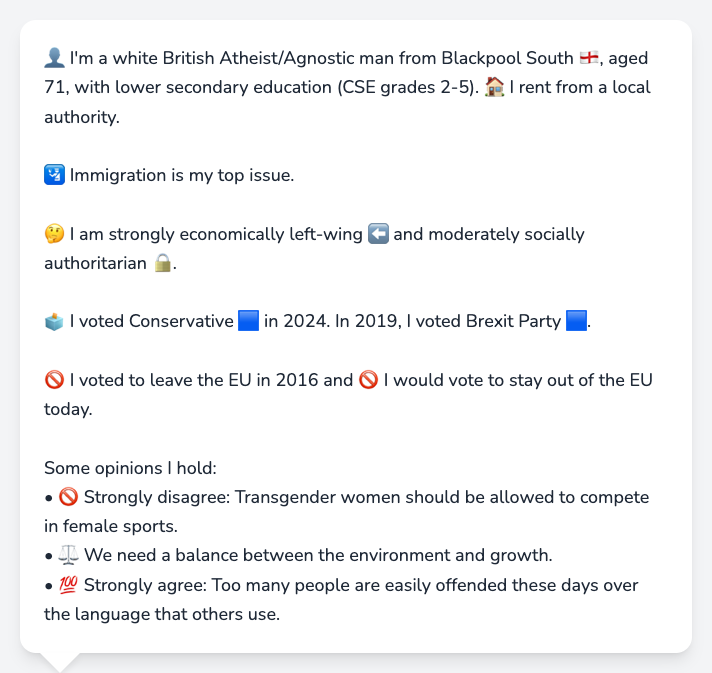 👤 I'm a white British Atheist/Agnostic man from Blackpool South 🏴󠁧󠁢󠁥󠁮󠁧󠁿, aged
71, with lower secondary education (CSE grades 2-5). 🏠 I rent from a local
authority.
🛂 Immigration is my top issue.
🤔 I am strongly economically left-wing ⬅️ and moderately socially
authoritarian 🔒.
🗳️ I voted Conservative 🟦 in 2024. In 2019, I voted Brexit Party 🟦.
🚫 I voted to leave the EU in 2016 and 🚫 I would vote to stay out of the EU
today.
Some opinions I hold:
• 🚫 Strongly disagree: Transgender women should be allowed to compete
in female sports.
• ⚖️ We need a balance between the environment and growth.
• 💯 Strongly agree: Too many people are easily offended these days over
the language that others use.